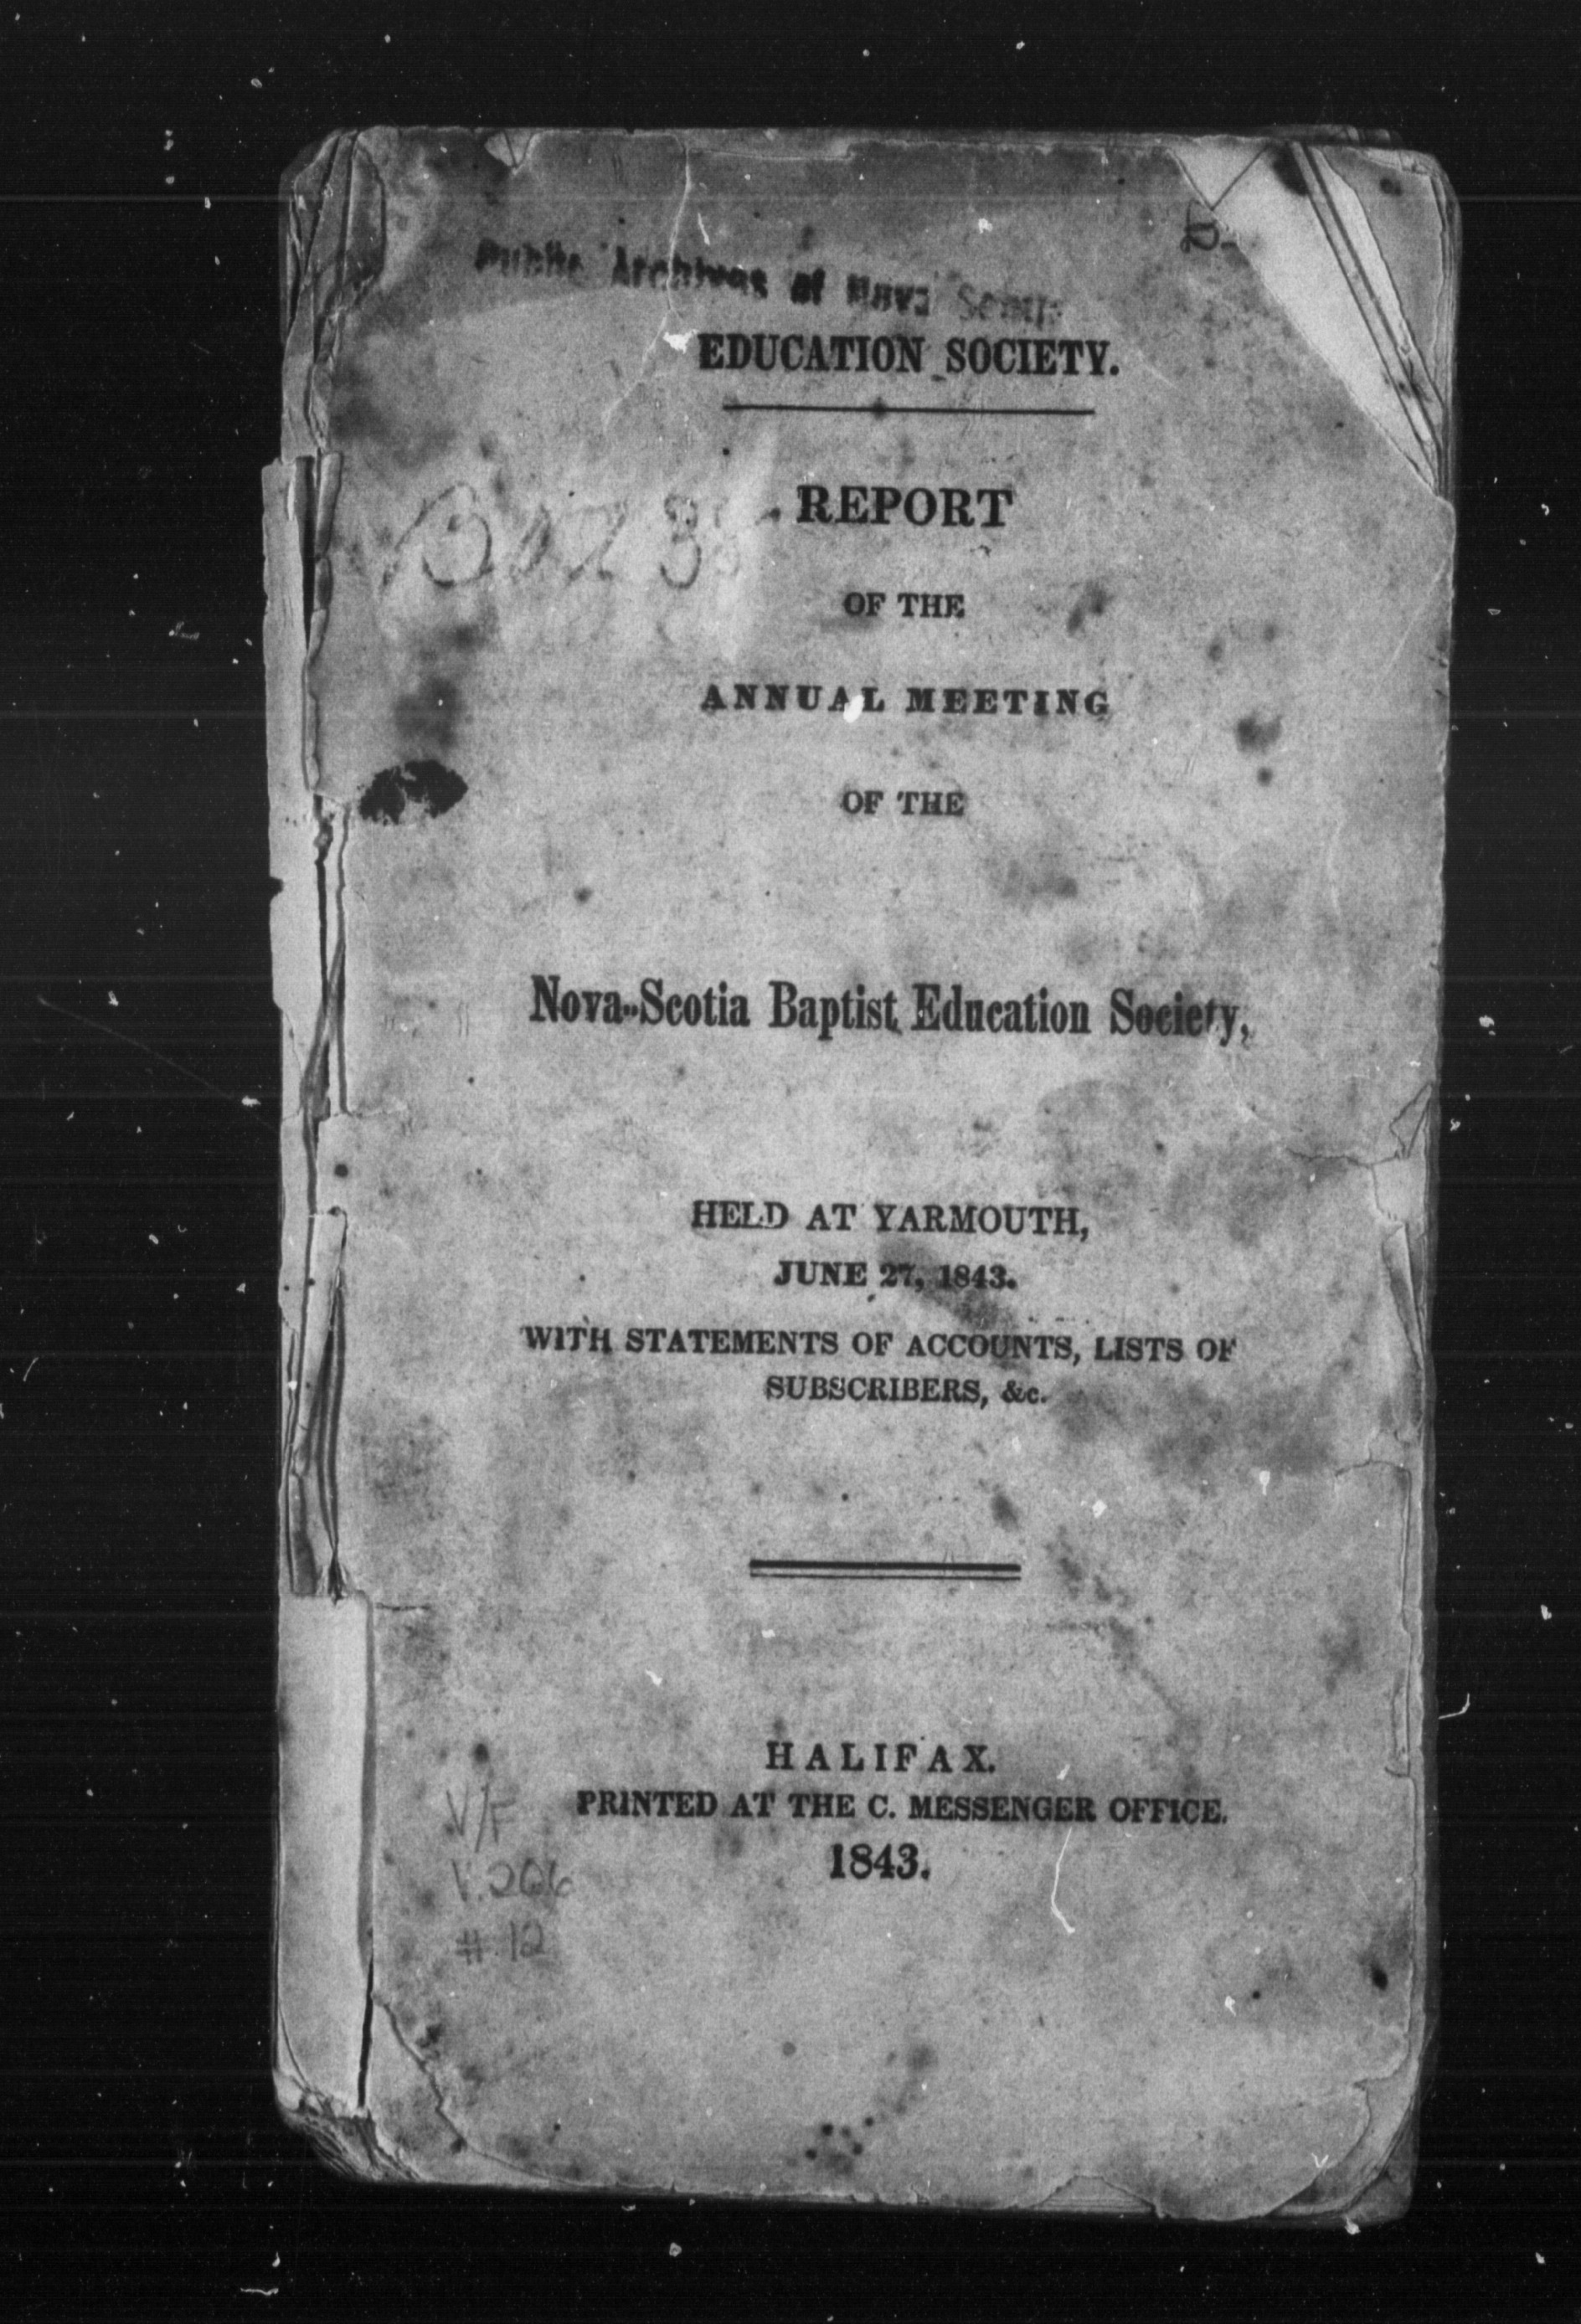 Public Archives of Nova Scotia
EDUCATION SOCIETY.
REPORT
OF THE
ANNUAL MEETING
OF THE
Nova-Scotia Baptist Education Society,
HELD AT YARMOUTH,
JUNE 27, 1843.
WITH STATEMENTS OF ACCOUNTS, LISTS OF
SUBSCRIBERS, &c.
HALIFAX.
PRINTED AT THE C. MESSENGER OFFICE.
1843.
V/F
# 12